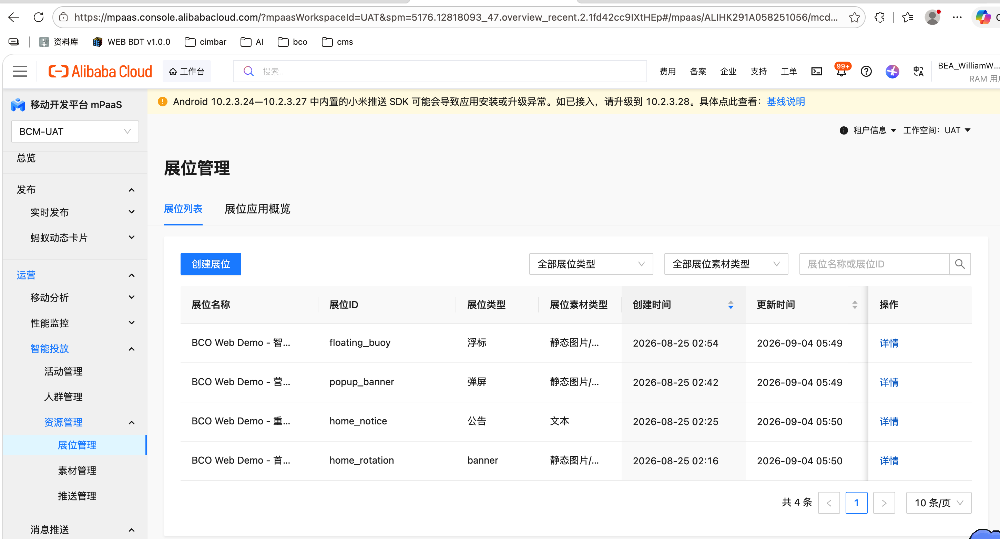 https://mpaas.console.alibabacloud.com/?mpaasWorkspaceId=UAT&spm=5176.12818093_47.overview_recent.2.1fd42cc9IXtHEp#/mpaas/ALIHK291A058251056/mcd...
资料库 WEB BDT v1.0.0 cimbar AI bco cms
Alibaba Cloud 工作台 搜索... 费用 备案 企业 支持 工单 99+ BEA_WilliamW...
RAM 用户
移动开发平台 mPaaS
BCM-UAT
总览
发布
实时发布
蚂蚁动态卡片
运营
移动分析
性能监控
智能投放
活动管理
人群管理
资源管理
展位管理
素材管理
推送管理
消息推送
Android 10.2.3.24—10.2.3.27 中内置的小米推送 SDK 可能会导致应用安装或升级异常。如已接入，请升级到 10.2.3.28。具体点此查看：基线说明
租户信息 工作空间：UAT
展位管理
展位列表 展位应用概览
创建展位 全部展位类型 全部展位素材类型 展位名称或展位ID
展位名称 展位ID 展位类型 展位素材类型 创建时间 更新时间 操作
BCO Web Demo - 智... floating_buoy 浮标 静态图片/... 2026-08-25 02:54 2026-09-04 05:49 详情
BCO Web Demo - 营... popup_banner 弹屏 静态图片/... 2026-08-25 02:42 2026-09-04 05:49 详情
BCO Web Demo - 重... home_notice 公告 文本 2026-08-25 02:25 2026-09-04 05:50 详情
BCO Web Demo - 首... home_rotation banner 静态图片/... 2026-08-25 02:16 2026-09-04 05:50 详情
共 4 条 < 1 > 10 条/页